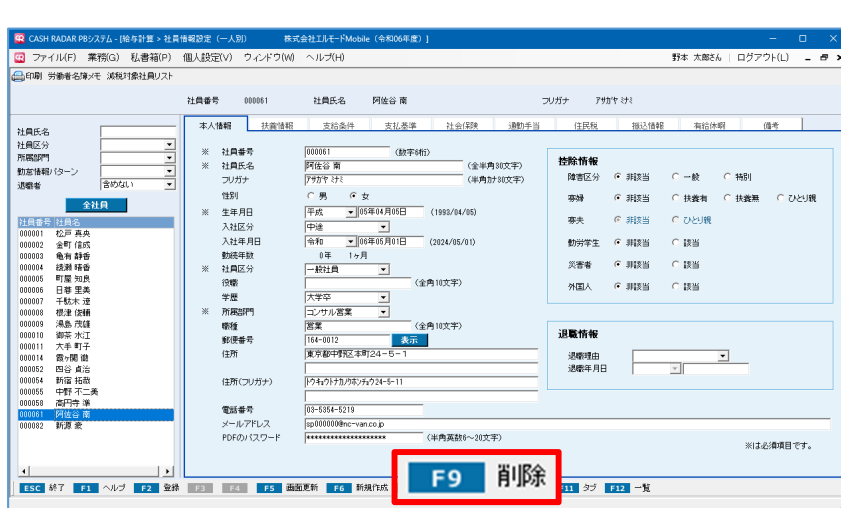 CASH RADAR PBシステム - [給与計算 > 社員情報設定（一人別）　株式会社エルモードMobile（令和06年度）]
ファイル(F) 業務(G) 私書箱(P) 個人設定(V) ウィンドウ(W) ヘルプ(H) 野本 太郎さん ログアウト(L)
印刷 労働者名簿メモ 減税対象社員リスト
社員番号 000061 社員氏名 阿佐谷 南 フリガナ ｱｻｶﾞﾔ ﾐﾅﾐ
本人情報 扶養情報 支給条件 支払基準 社会保険 通勤手当 住民税 振込情報 有給休暇 備考
社員氏名
社員区分
所属部門
勤怠情報パターン
退職者 含めない
全社員
社員番号 社員名
000001 松戸 真央
000002 金町 信成
000003 亀有 静香
000004 綾瀬 晴香
000005 町屋 知良
000006 日暮 里美
000007 千駄木 遼
000008 根津 俊輔
000009 湯島 茂雄
000010 御茶 水江
000011 大手 町子
000014 霞ヶ関 徹
000052 四谷 貞治
000054 新宿 拓哉
000055 中野 不二美
000058 高円寺 準
000061 阿佐谷 南
000082 新源 豪
※ 社員番号 000061 (数字6桁)
※ 社員氏名 阿佐谷 南 (全半角30文字)
フリガナ ｱｻｶﾞﾔ ﾐﾅﾐ (半角ｶﾅ30文字)
性別 男 女
※ 生年月日 平成 05年04月05日 (1993/04/05)
入社区分 中途
入社年月日 令和 06年05月01日 (2024/05/01)
勤続年数 0年 1ヶ月
※ 社員区分 一般社員
役職 (全角10文字)
学歴 大学卒
※ 所属部門 コンサル営業
職種 営業 (全角10文字)
郵便番号 164-0012 表示
住所 東京都中野区本町２４－５－１
住所(フリガナ) ﾄｳｷｮｳﾄﾅｶﾉｸﾎﾝﾁｮｳ24-5-11
電話番号 03-5354-5219
メールアドレス sp000000@nc-van.co.jp
PDFのパスワード ******************** (半角英数6～20文字)
控除情報
障害区分 非該当 一般 特別
寡婦 非該当 扶養有 扶養無 ひとり親
寡夫 非該当 ひとり親
勤労学生 非該当 該当
災害者 非該当 該当
外国人 非該当 該当
退職情報
退職理由
退職年月日
※は必須項目です。
ESC 終了 F1 ヘルプ F2 登録 F3 F4 F5 画面更新 F6 新規作成 F9 削除 F11 タブ F12 一覧